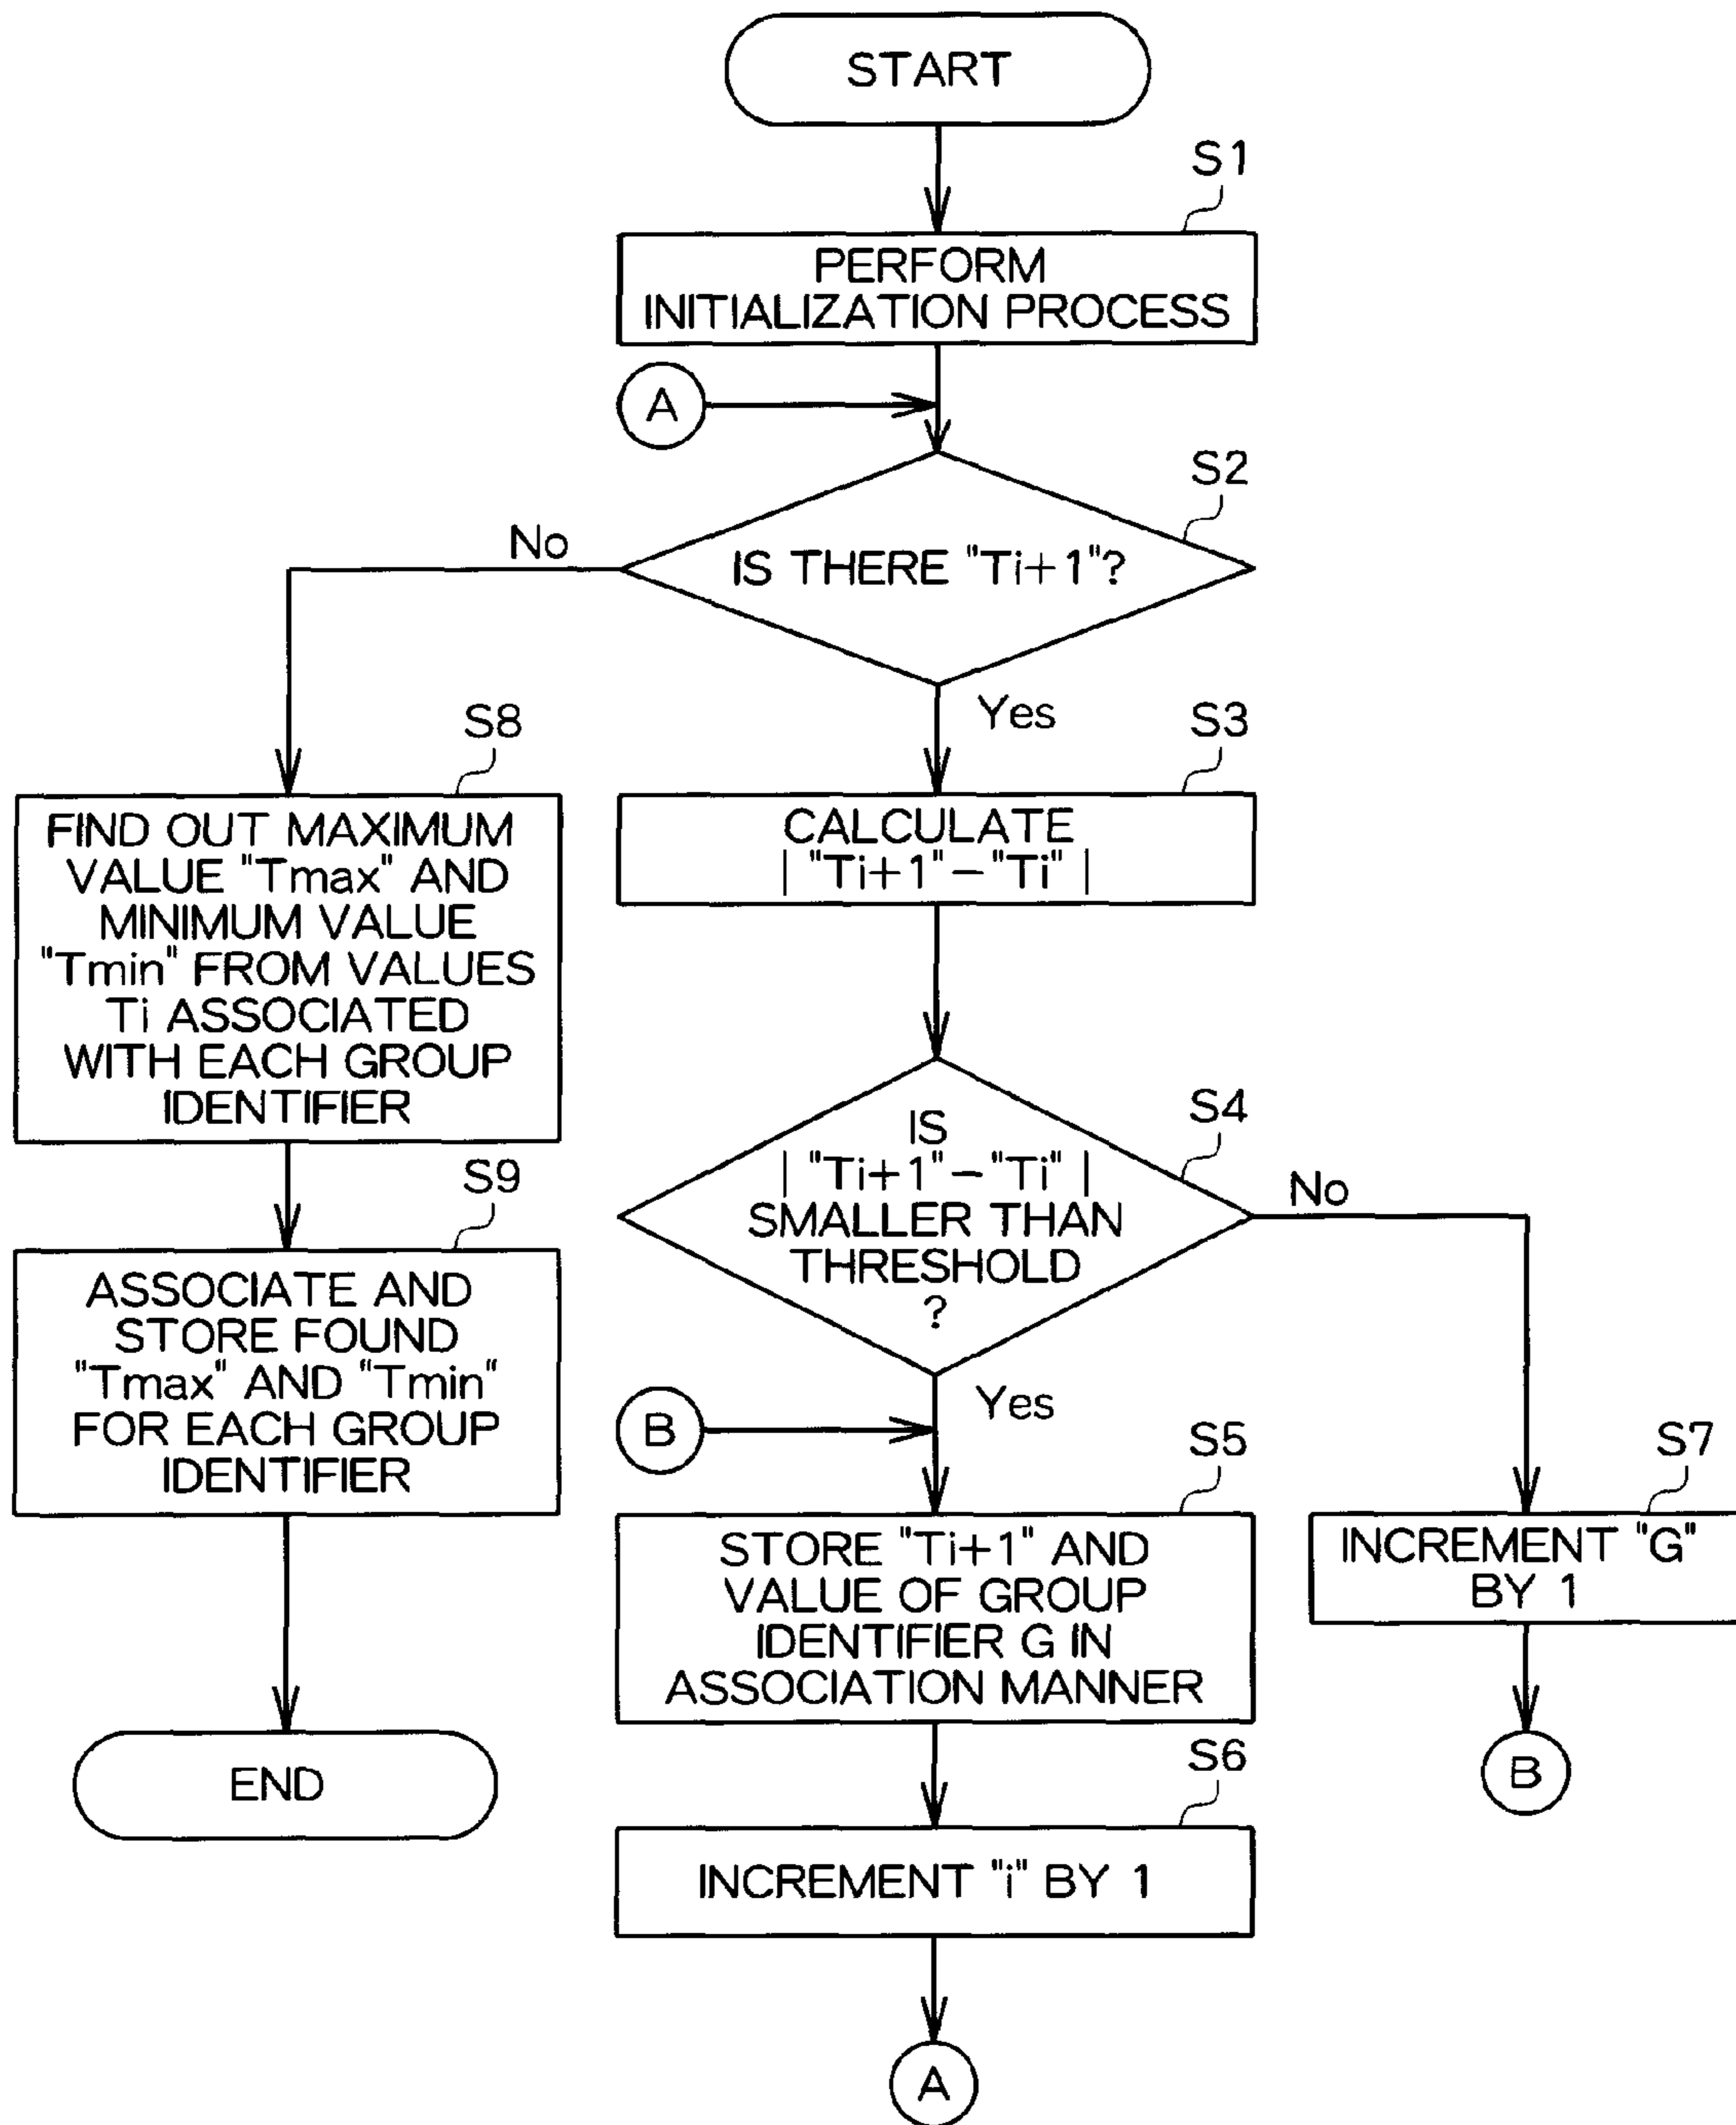 START
S1
PERFORM
INITIALIZATION PROCESS
A
S2
IS THERE "Ti+1"?
No
Yes
S8
FIND OUT MAXIMUM
VALUE "Tmax" AND
MINIMUM VALUE
"Tmin" FROM VALUES
Ti ASSOCIATED
WITH EACH GROUP
IDENTIFIER
S3
CALCULATE
| "Ti+1"-"Ti" |
S4
IS
| "Ti+1"-"Ti" |
SMALLER THAN
THRESHOLD
?
No
Yes
S9
ASSOCIATE AND
STORE FOUND
"Tmax" AND "Tmin"
FOR EACH GROUP
IDENTIFIER
B
S5
STORE "Ti+1" AND
VALUE OF GROUP
IDENTIFIER G IN
ASSOCIATION MANNER
S7
INCREMENT "G"
BY 1
B
END
S6
INCREMENT "i" BY 1
A